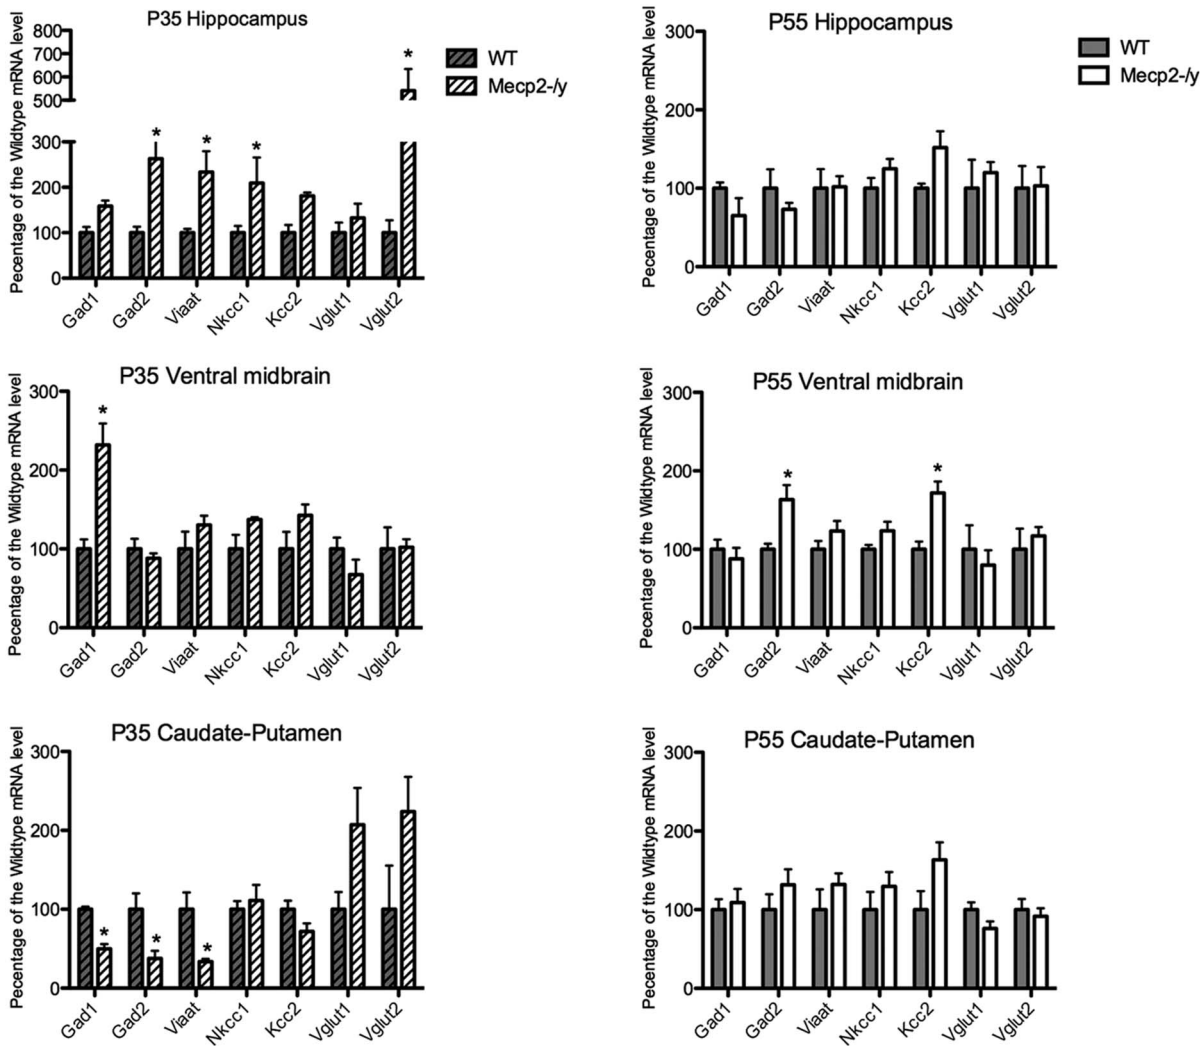 P35 Hippocampus
Pecentage of the Wildtype mRNA level
800
700
600
500
300
200
100
0
*
*
*
*
WT
Mecp2-/y
Gad1
Gad2
Viaat
Nkcc1
Kcc2
Vglut1
Vglut2
P55 Hippocampus
Pecentage of the Wildtype mRNA level
300
200
100
0
WT
Mecp2-/y
Gad1
Gad2
Viaat
Nkcc1
Kcc2
Vglut1
Vglut2
P35 Ventral midbrain
Pecentage of the Wildtype mRNA level
300
200
100
0
*
Gad1
Gad2
Viaat
Nkcc1
Kcc2
Vglut1
Vglut2
P55 Ventral midbrain
Pecentage of the Wildtype mRNA level
300
200
100
0
*
*
Gad1
Gad2
Viaat
Nkcc1
Kcc2
Vglut1
Vglut2
P35 Caudate-Putamen
Pecentage of the Wildtype mRNA level
300
200
100
0
*
*
*
Gad1
Gad2
Viaat
Nkcc1
Kcc2
Vglut1
Vglut2
P55 Caudate-Putamen
Pecentage of the Wildtype mRNA level
300
200
100
0
Gad1
Gad2
Viaat
Nkcc1
Kcc2
Vglut1
Vglut2